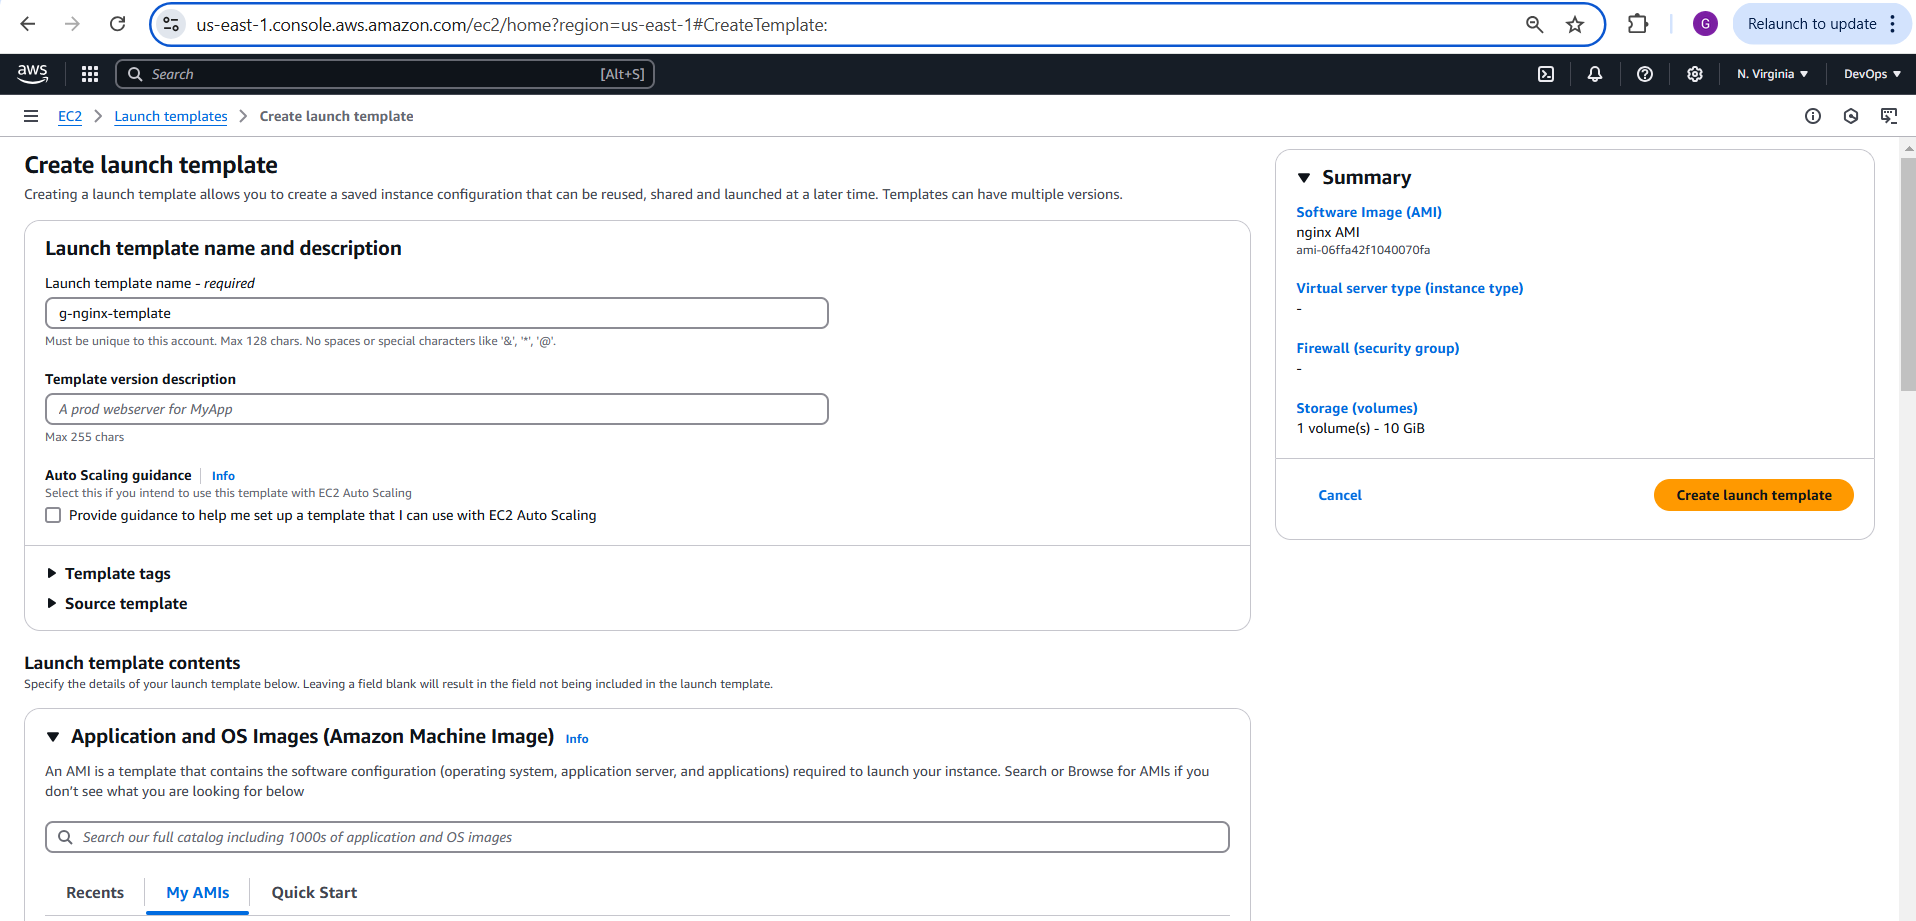 us-east-1.console.aws.amazon.com/ec2/home?region=us-east-1#CreateTemplate:
G
Relaunch to update
aws
Search
[Alt+S]
N. Virginia
DevOps
EC2
Launch templates
Create launch template
Create launch template
Creating a launch template allows you to create a saved instance configuration that can be reused, shared and launched at a later time. Templates can have multiple versions.
Launch template name and description
Launch template name - required
g-nginx-template
Must be unique to this account. Max 128 chars. No spaces or special characters like '&', '*', '@'.
Template version description
A prod webserver for MyApp
Max 255 chars
Auto Scaling guidance
Info
Select this if you intend to use this template with EC2 Auto Scaling
Provide guidance to help me set up a template that I can use with EC2 Auto Scaling
Template tags
Source template
Launch template contents
Specify the details of your launch template below. Leaving a field blank will result in the field not being included in the launch template.
Application and OS Images (Amazon Machine Image)
Info
An AMI is a template that contains the software configuration (operating system, application server, and applications) required to launch your instance. Search or Browse for AMIs if you
don't see what you are looking for below
Search our full catalog including 1000s of application and OS images
Recents
My AMIs
Quick Start
Summary
Software Image (AMI)
nginx AMI
ami-06ffa42f1040070fa
Virtual server type (instance type)
-
Firewall (security group)
-
Storage (volumes)
1 volume(s) - 10 GiB
Cancel
Create launch template